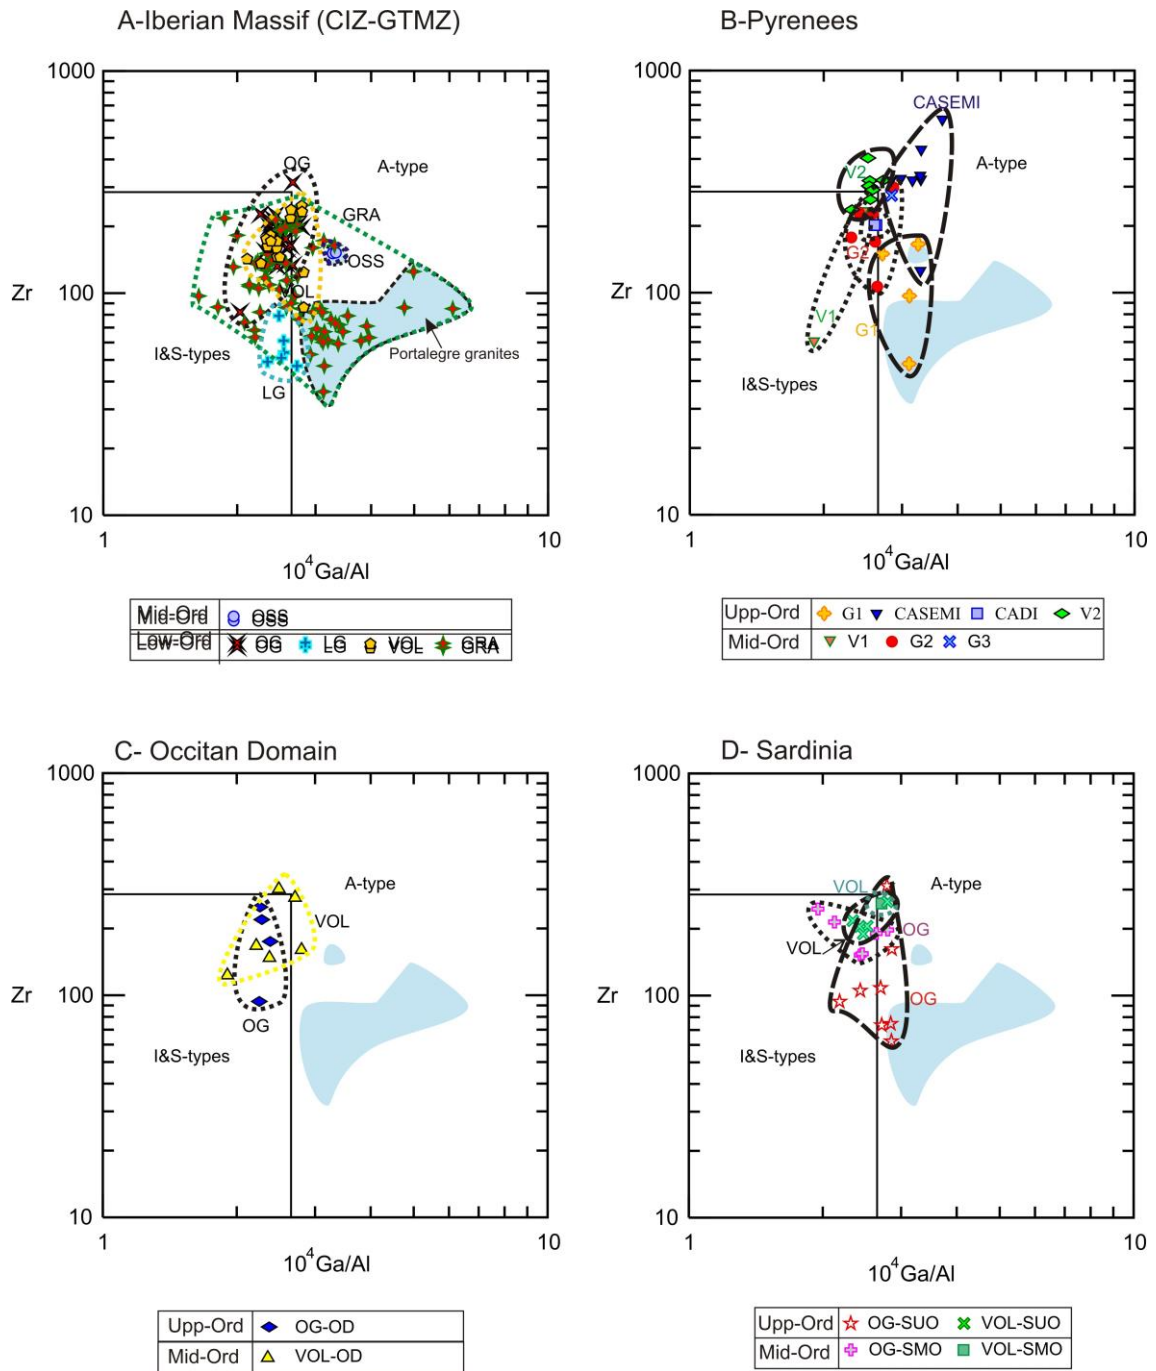 A-Iberian Massif (CIZ-GTMZ)
1000
OG
A-type
GRA
OSS
Zr
100
VOL
I&S-types
Portalegre granites
LG
10
1
10
10⁴Ga/Al
Mid-Ord OSS
Low-Ord OG LG VOL GRA
B-Pyrenees
1000
CASEMI
A-type
V2
G2
Zr
100
V1
G1
I&S-types
10
1
10
10⁴Ga/Al
Upp-Ord G1 CASEMI CADI V2
Mid-Ord V1 G2 G3
C- Occitan Domain
1000
A-type
VOL
Zr
100
OG
I&S-types
10
1
10
10⁴Ga/Al
Upp-Ord OG-OD
Mid-Ord VOL-OD
D- Sardinia
1000
VOL
A-type
OG
VOL
Zr
100
OG
I&S-types
10
1
10
10⁴Ga/Al
Upp-Ord OG-SUO VOL-SUO
Mid-Ord OG-SMO VOL-SMO